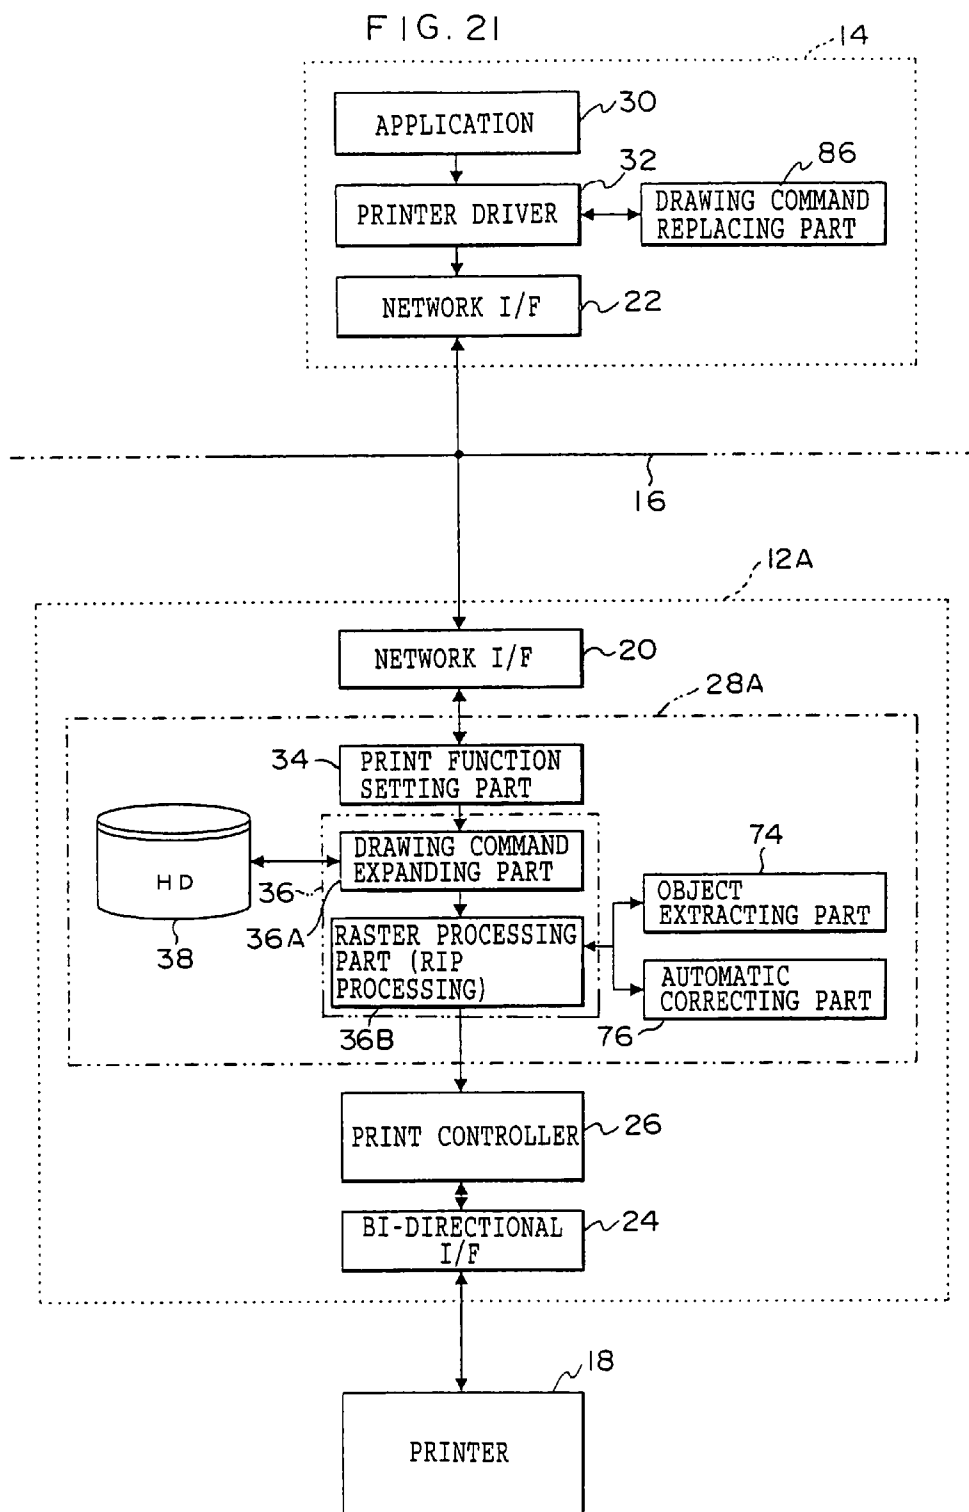 FIG. 21
14
APPLICATION
30
32
86
PRINTER DRIVER
DRAWING COMMAND
REPLACING PART
NETWORK I/F
22
16
12A
NETWORK I/F
20
28A
34
PRINT FUNCTION
SETTING PART
HD
38
36
36A
DRAWING COMMAND
EXPANDING PART
74
OBJECT
EXTRACTING PART
RASTER PROCESSING
PART (RIP
PROCESSING)
36B
AUTOMATIC
CORRECTING PART
76
PRINT CONTROLLER
26
BI-DIRECTIONAL
I/F
24
18
PRINTER